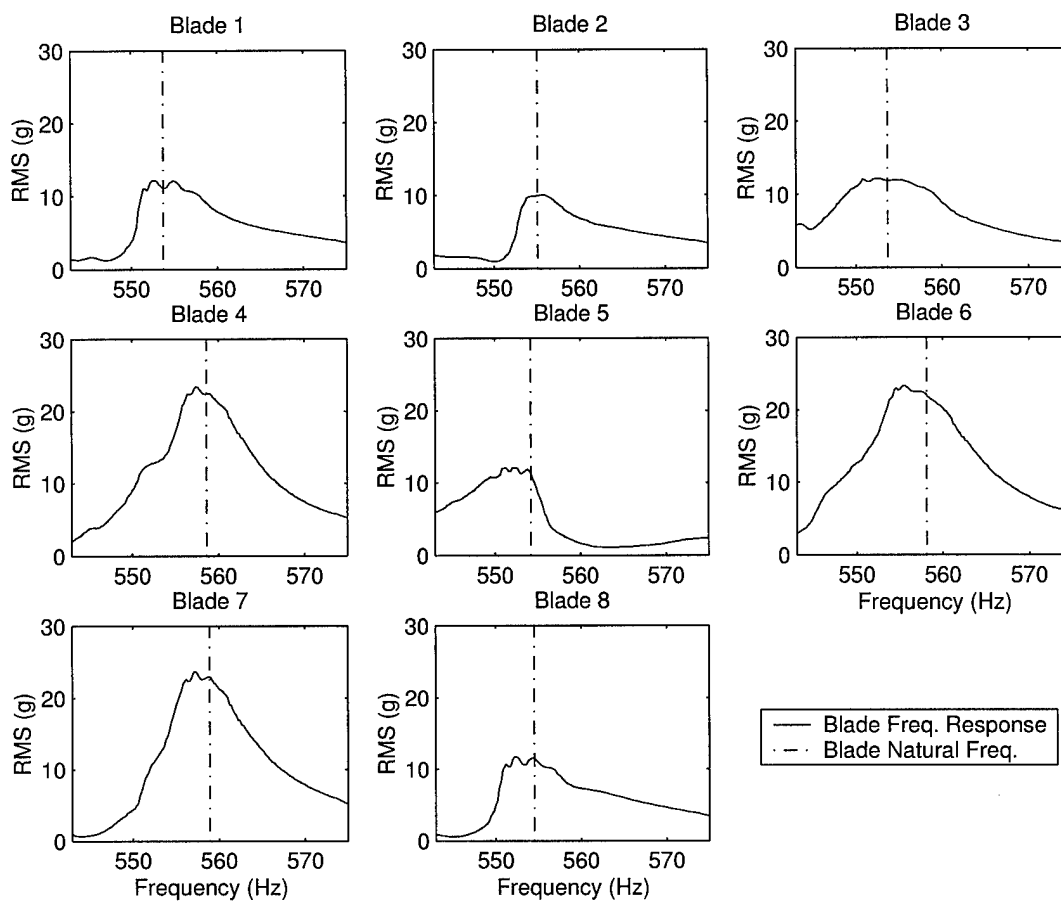 Blade 1
Blade 2
Blade 3
30
20
10
0
RMS (g)
550
560
570
30
20
10
0
RMS (g)
550
560
570
30
20
10
0
RMS (g)
550
560
570
Blade 4
Blade 5
Blade 6
30
20
10
0
RMS (g)
550
560
570
30
20
10
0
RMS (g)
550
560
570
30
20
10
0
RMS (g)
550
560
570
Frequency (Hz)
Blade 7
Blade 8
30
20
10
0
RMS (g)
550
560
570
Frequency (Hz)
30
20
10
0
RMS (g)
550
560
570
Frequency (Hz)
Blade Freq. Response
Blade Natural Freq.